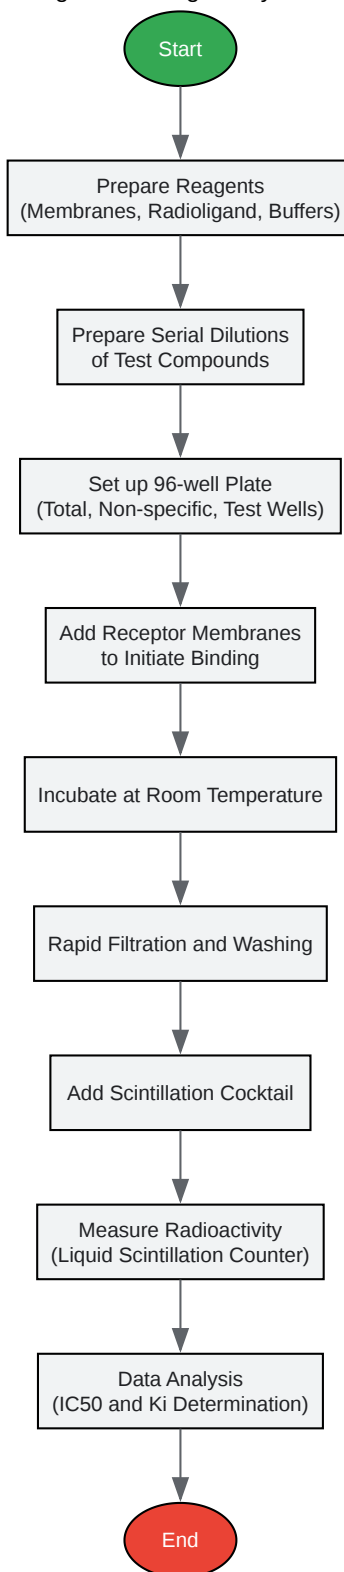 Start
Prepare Reagents
(Membranes, Radioligand, Buffers)
Prepare Serial Dilutions
of Test Compounds
Set up 96-well Plate
(Total, Non-specific, Test Wells)
Add Receptor Membranes
to Initiate Binding
Incubate at Room Temperature
Rapid Filtration and Washing
Add Scintillation Cocktail
Measure Radioactivity
(Liquid Scintillation Counter)
Data Analysis
(IC50 and Ki Determination)
End